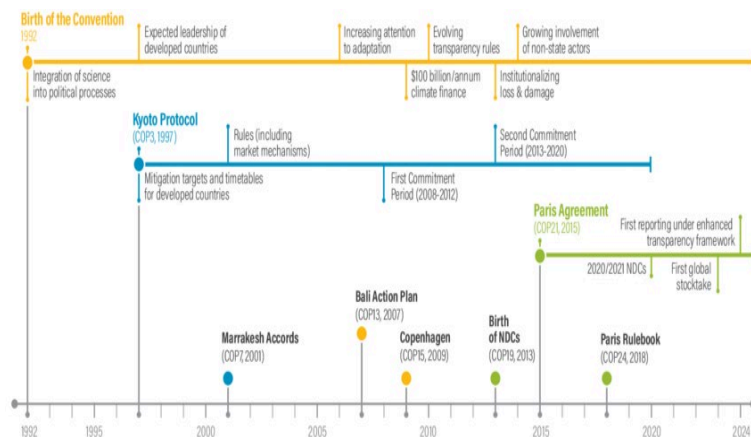 Birth of the Convention
1992
Expected leadership of
developed countries
Increasing attention
to adaptation
Evolving
transparency rules
Growing involvement
of non-state actors
Integration of science
into political processes
$100 billion/annum
climate finance
Institutionalizing
loss & damage
Kyoto Protocol
(COP3, 1997)
Rules (including
market mechanisms)
Second Commitment
Period (2013-2020)
Mitigation targets and timetables
for developed countries
First Commitment
Period (2008-2012)
Paris Agreement
(COP21, 2015)
First reporting under enhanced
transparency framework
2020/2021 NDCs
First global
stocktake
Bali Action Plan
(COP13, 2007)
Marrakesh Accords
(COP7, 2001)
Copenhagen
(COP15, 2009)
Birth
of NDCs
(COP19, 2013)
Paris Rulebook
(COP24, 2018)
1992 1995 2000 2005 2010 2015 2020 2024